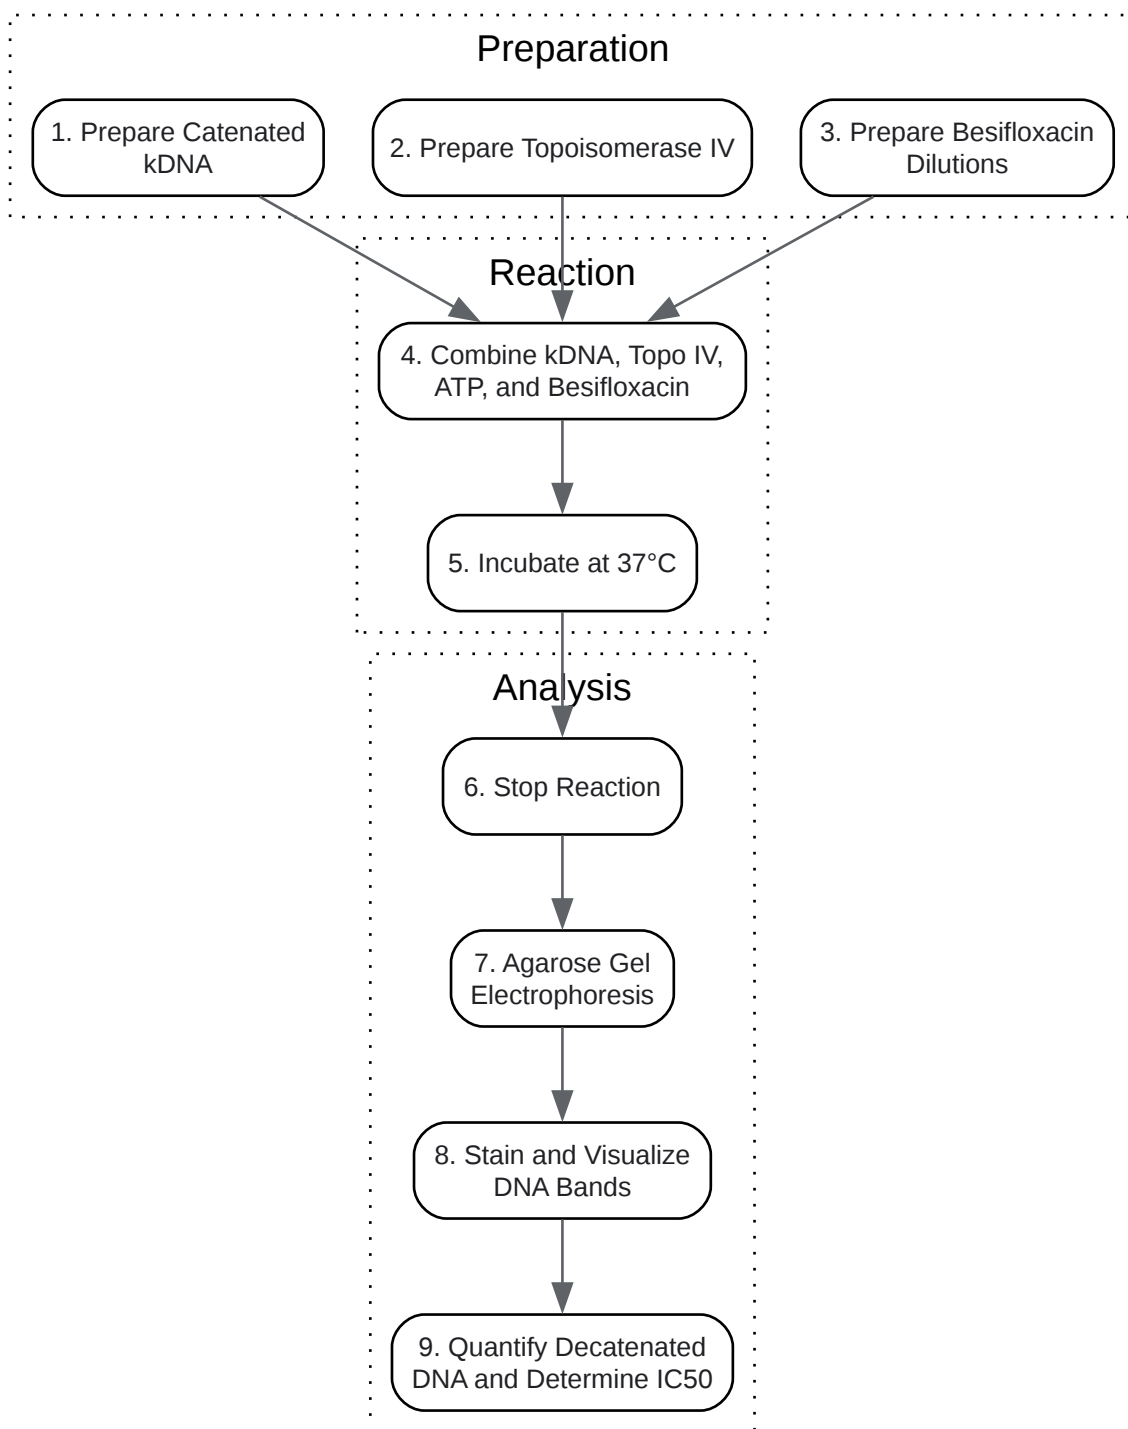 Preparation
1. Prepare Catenated
kDNA
2. Prepare Topoisomerase IV
3. Prepare Besifloxacin
Dilutions
Reaction
4. Combine kDNA, Topo IV,
ATP, and Besifloxacin
5. Incubate at 37°C
Analysis
6. Stop Reaction
7. Agarose Gel
Electrophoresis
8. Stain and Visualize
DNA Bands
9. Quantify Decatenated
DNA and Determine IC50